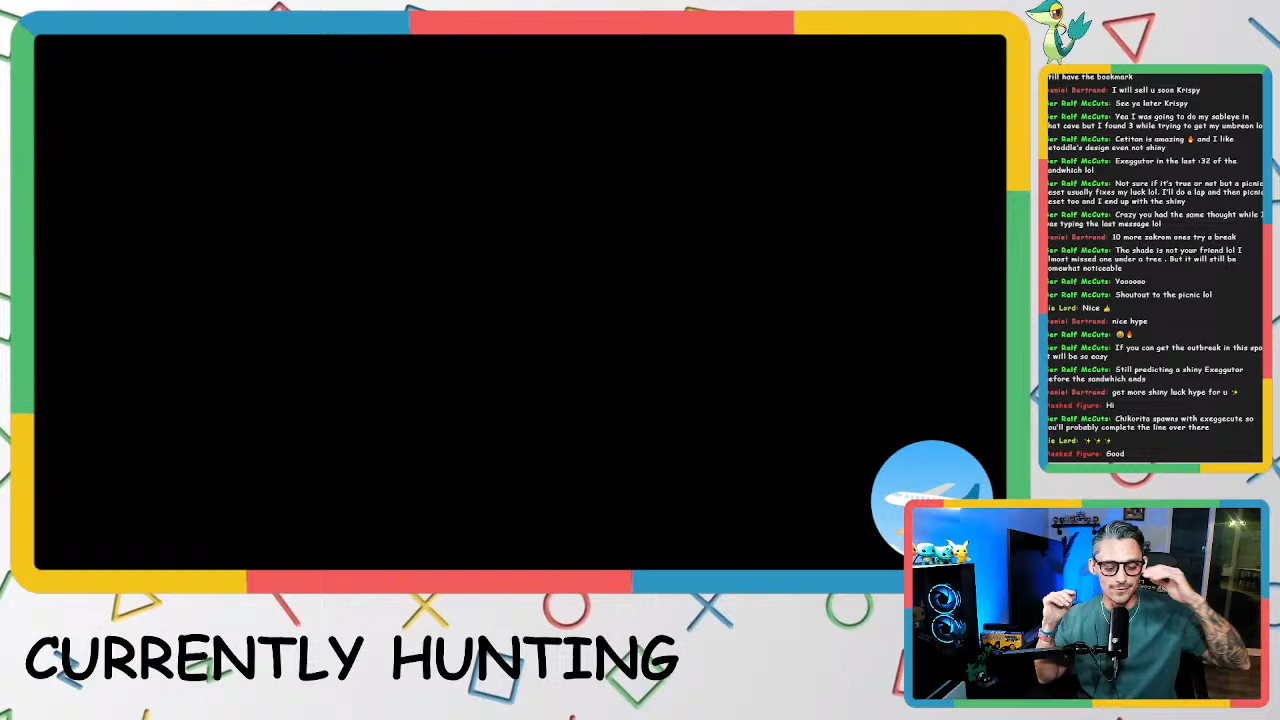 till have the bookmark
aniel Bertrand: I will sell u soon Krispy
er Ralf McCuts: See ya later Krispy
er Ralf McCuts: Yea I was going to do my sableye in
hat cave but I found 3 while trying to get my umbreon lo
er Ralf McCuts: Cetitan is amazing 🔥 and I like
etoddle's design even not shiny
er Ralf McCuts: Exeggutor in the last :32 of the
andwhich lol
er Ralf McCuts: Not sure if it's true or not but a picnic
eset usually fixes my luck lol. I'll do a lap and then picnic
eset too and I end up with the shiny
er Ralf McCuts: Crazy you had the same thought while I
as typing the last message lol
aniel Bertrand: 10 more zakrom ones try a break
er Ralf McCuts: The shade is not your friend lol I
lmost missed one under a tree . But it will still be
omewhat noticeable
er Ralf McCuts: Yoooooo
er Ralf McCuts: Shoutout to the picnic lol
ie Lord: Nice 👍
aniel Bertrand: nice hype
er Ralf McCuts: 😂🔥
er Ralf McCuts: If you can get the outbreak in this spo
t will be so easy
er Ralf McCuts: Still predicting a shiny Exeggutor
efore the sandwhich ends
aniel Bertrand: get more shiny luck hype for u ✨
asked figure: Hi
er Ralf McCuts: Chikorita spawns with exeggecute so
ou'll probably complete the line over there
ie Lord: ✨ ✨ ✨
asked figure: Good
CURRENTLY HUNTING